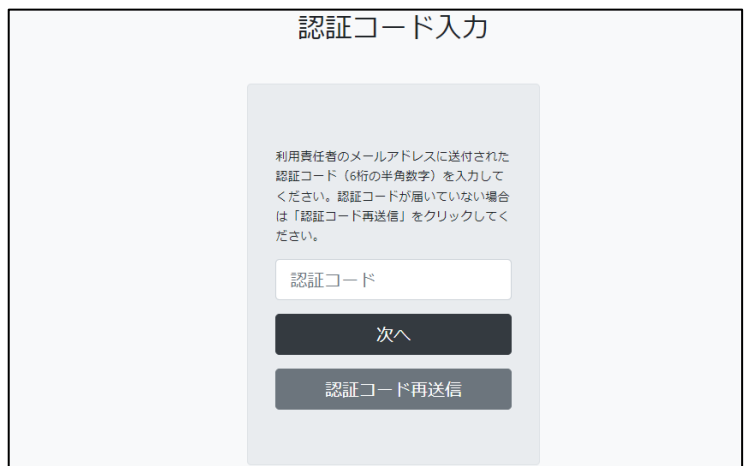 認証コード入力
利用責任者のメールアドレスに送付された
認証コード（6桁の半角数字）を入力して
ください。認証コードが届いていない場合
は「認証コード再送信」をクリックしてく
ださい。
認証コード
次へ
認証コード再送信